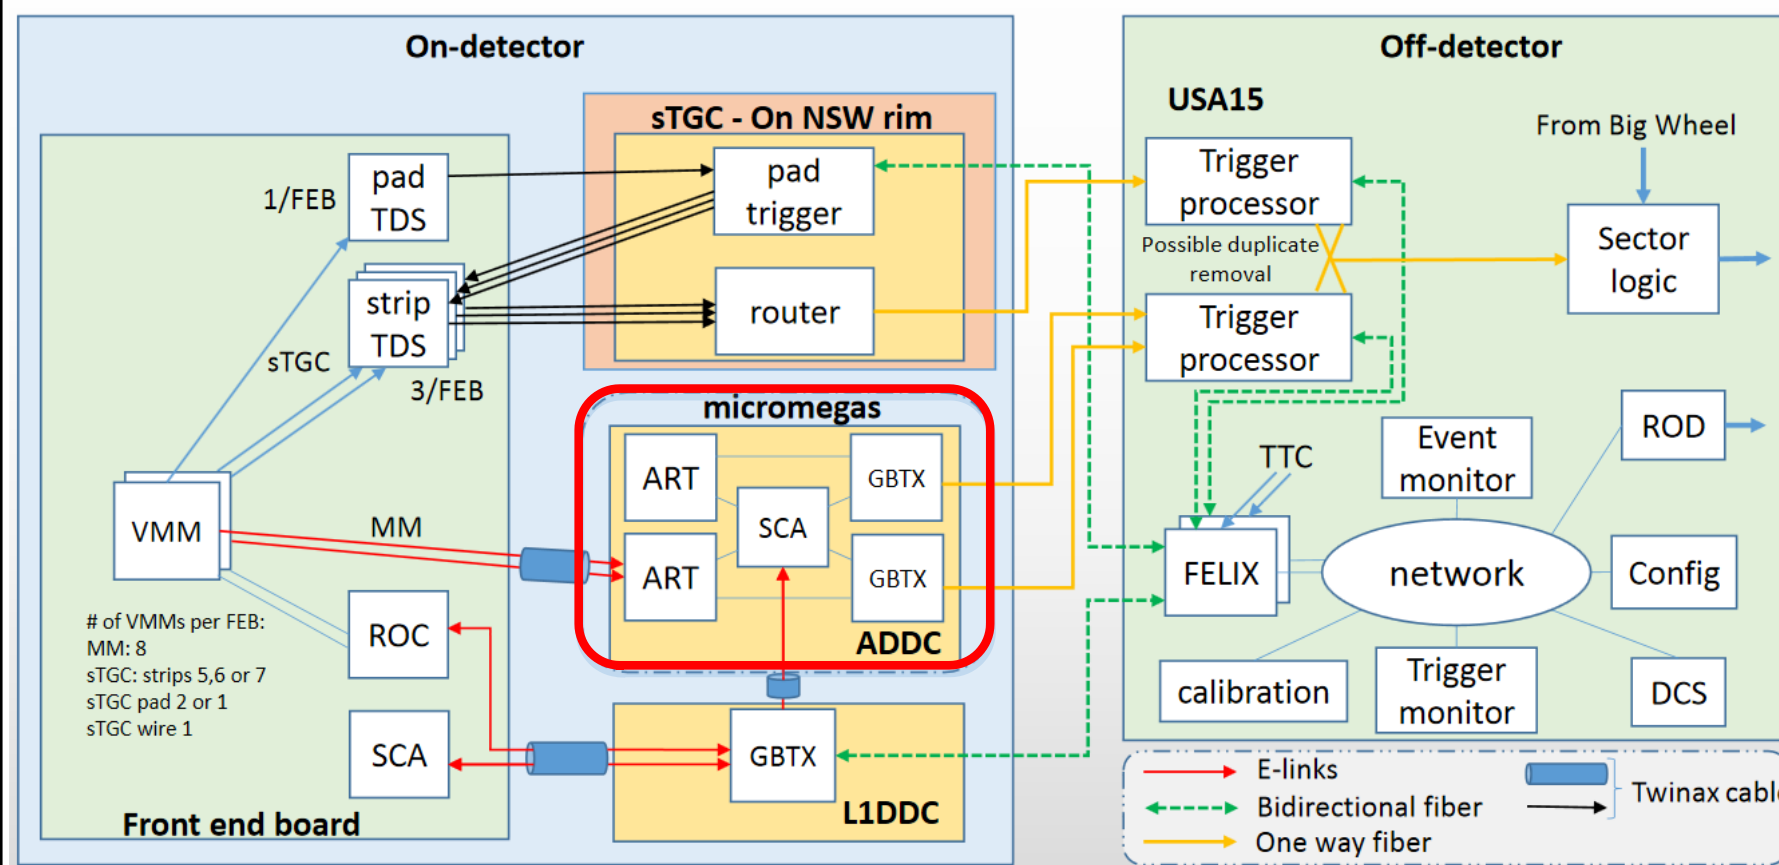 On-detector
Off-detector
USA15
sTGC - On NSW rim
From Big Wheel
pad
TDS
1/FEB
pad
trigger
Trigger
processor
Possible duplicate
removal
Sector
logic
strip
TDS
sTGC
3/FEB
router
Trigger
processor
micromegas
ART
GBTX
SCA
ART
GBTX
ADDC
VMM
MM
ROC
# of VMMs per FEB:
MM: 8
sTGC: strips 5,6 or 7
sTGC pad 2 or 1
sTGC wire 1
SCA
Front end board
GBTX
L1DDC
TTC
Event
monitor
ROD
FELIX
network
Config
calibration
Trigger
monitor
DCS
E-links
Bidirectional fiber
One way fiber
Twinax cable